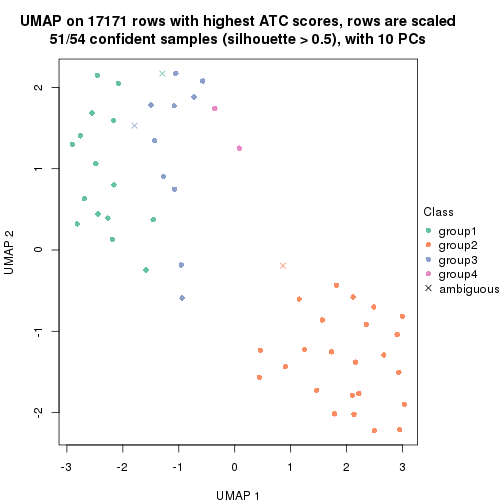 UMAP on 17171 rows with highest ATC scores, rows are scaled
51/54 confident samples (silhouette > 0.5), with 10 PCs
2
1
0
-1
-2
UMAP 2
-3
-2
-1
0
1
2
3
UMAP 1
Class
group1
group2
group3
group4
ambiguous